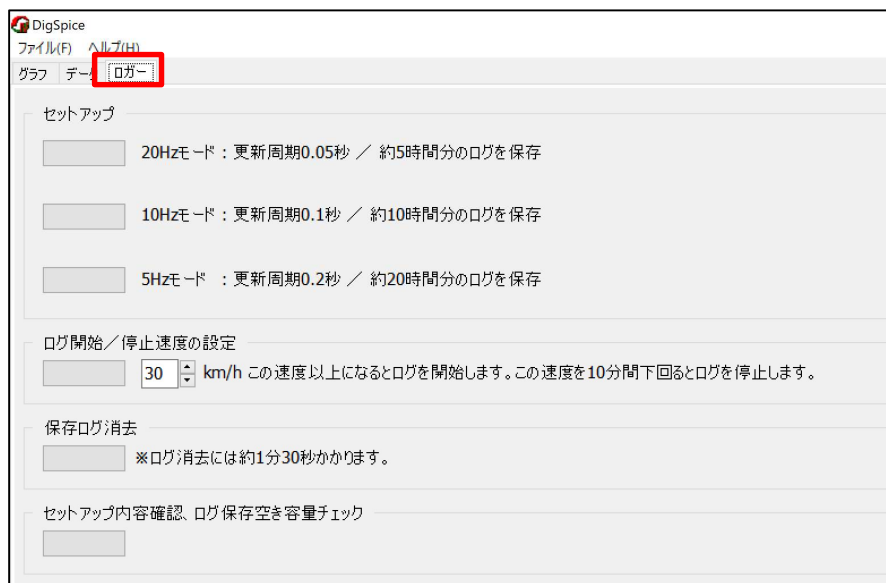 DigSpice
ファイル(F) ヘルプ(H)
グラフ データ ロガー
セットアップ
20Hzモード：更新周期0.05秒 ／ 約5時間分のログを保存
10Hzモード：更新周期0.1秒 ／ 約10時間分のログを保存
5Hzモード ：更新周期0.2秒 ／ 約20時間分のログを保存
ログ開始／停止速度の設定
30 km/h この速度以上になるとログを開始します。この速度を10分間下回るとログを停止します。
保存ログ消去
※ログ消去には約1分30秒かかります。
セットアップ内容確認、ログ保存空き容量チェック